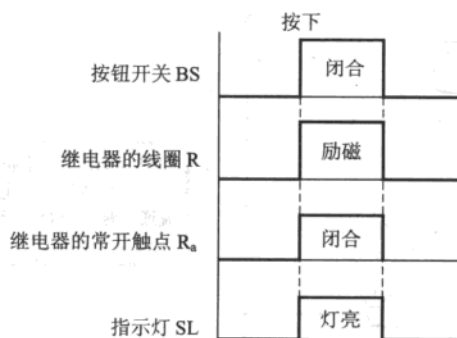 按下
按钮开关 BS
闭合
继电器的线圈 R
励磁
继电器的常开触点 Ra
闭合
指示灯 SL
灯亮